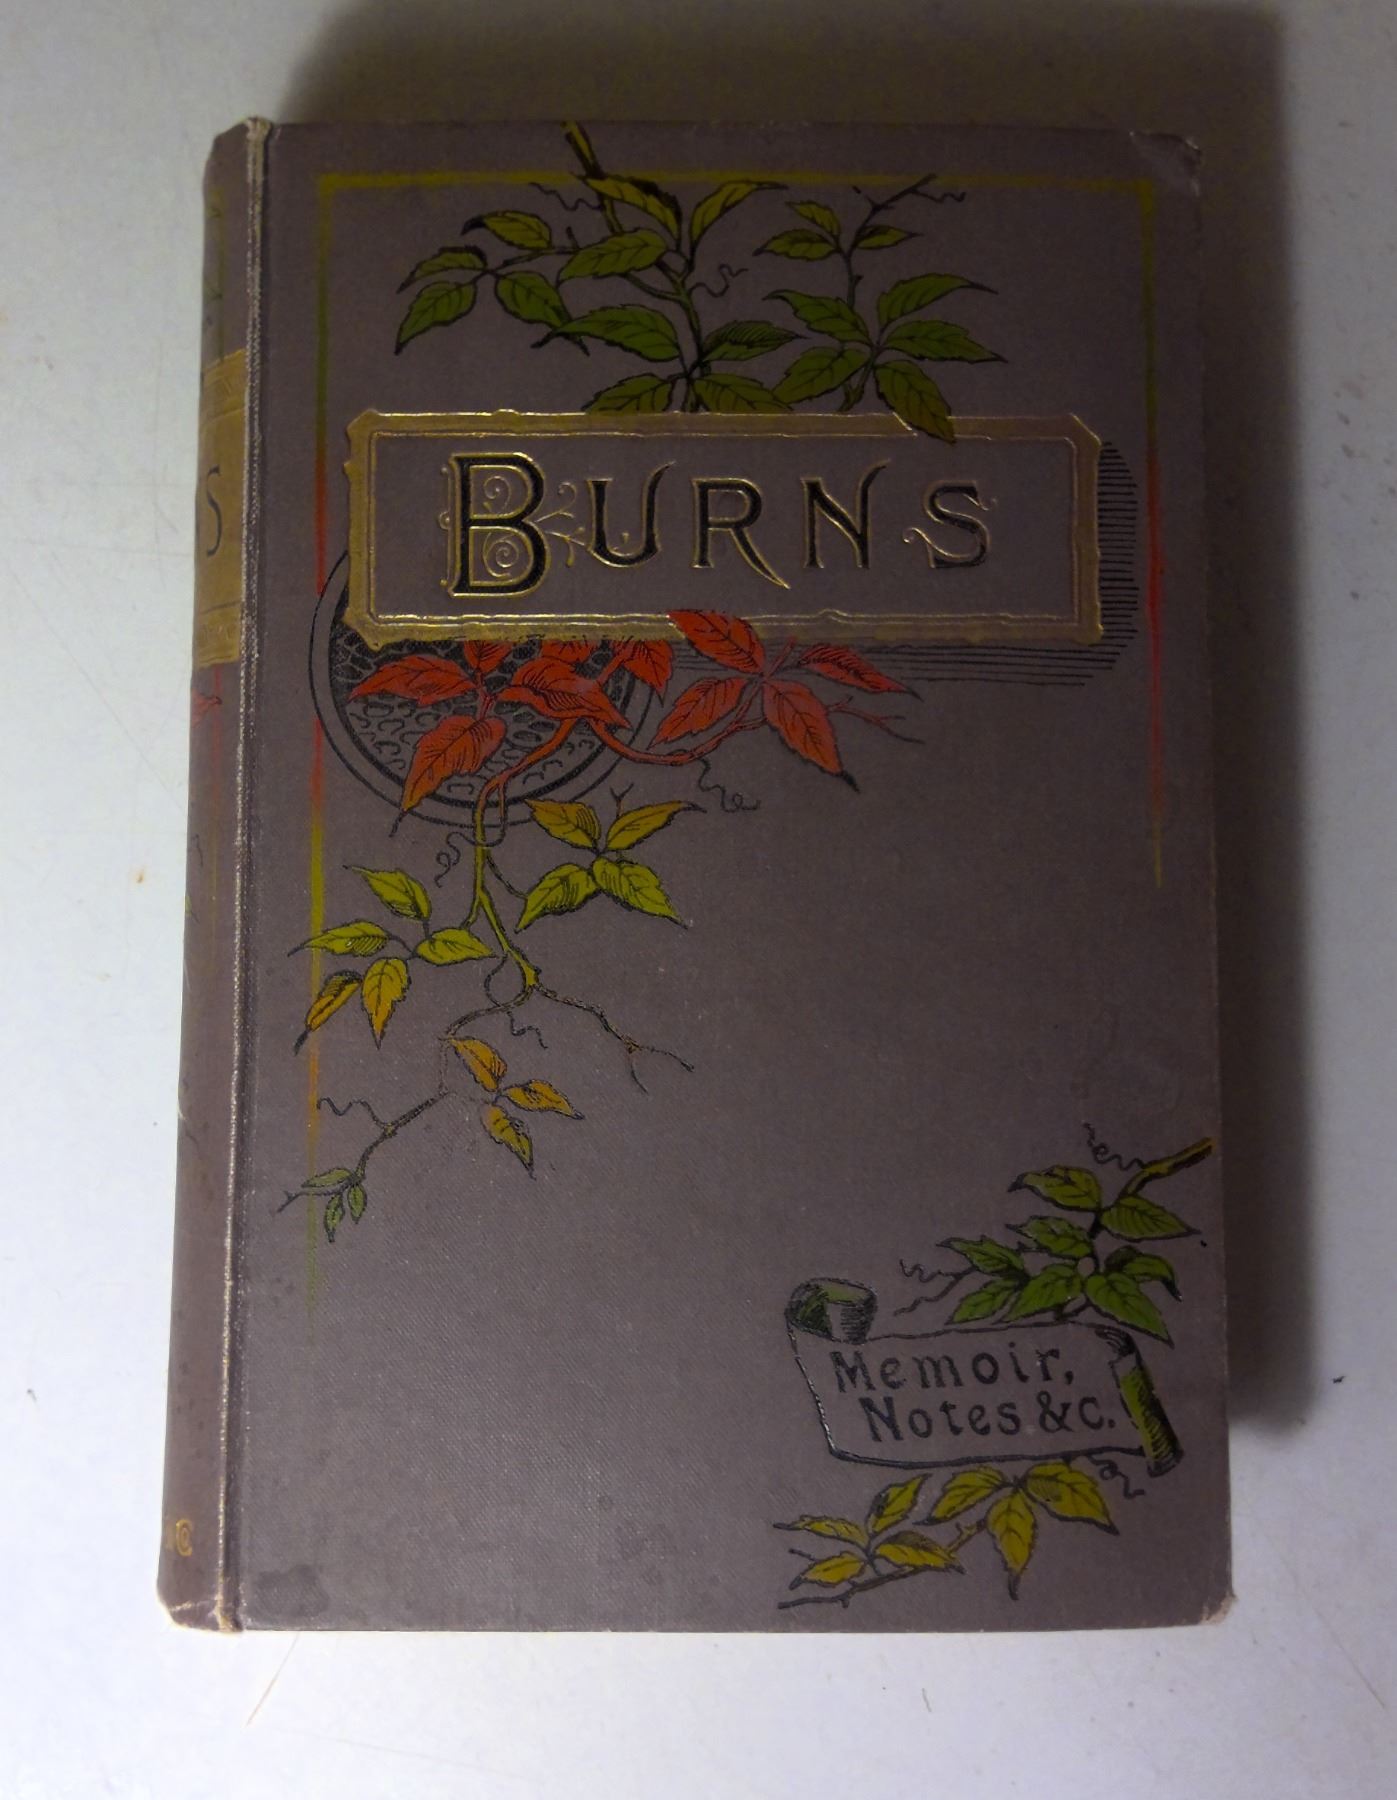 BURNS
Memoir,
Notes & c.
S